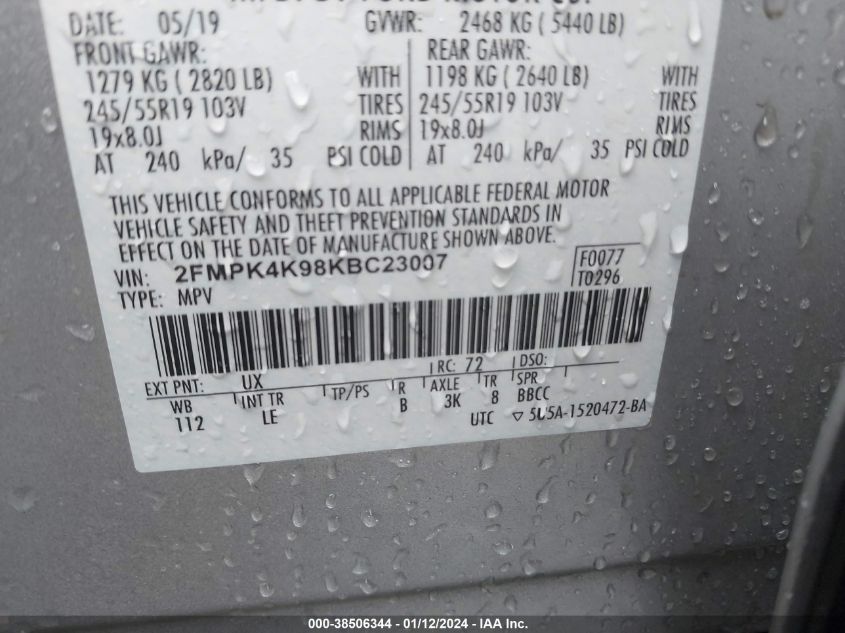 FORD MOTOR CO.
DATE: 05/19 GVWR: 2468 KG ( 5440 LB)
FRONT GAWR: REAR GAWR:
1279 KG ( 2820 LB) WITH 1198 KG ( 2640 LB) WITH
245/55R19 103V TIRES 245/55R19 103V TIRES
19x8.0J RIMS 19x8.0J RIMS
AT 240 kPa/ 35 PSI COLD AT 240 kPa/ 35 PSI COLD
THIS VEHICLE CONFORMS TO ALL APPLICABLE FEDERAL MOTOR
VEHICLE SAFETY AND THEFT PREVENTION STANDARDS IN
EFFECT ON THE DATE OF MANUFACTURE SHOWN ABOVE.
VIN: 2FMPK4K98KBC23007 F0077
TYPE: MPV T0296
EXT PNT: UX RC: 72 DSO:
WB INT TR TP/PS R AXLE TR SPR
112 LE B 3K 8 BBCC
UTC ▽ 5U5A-1520472-BA
000-38506344 - 01/12/2024 - IAA Inc.